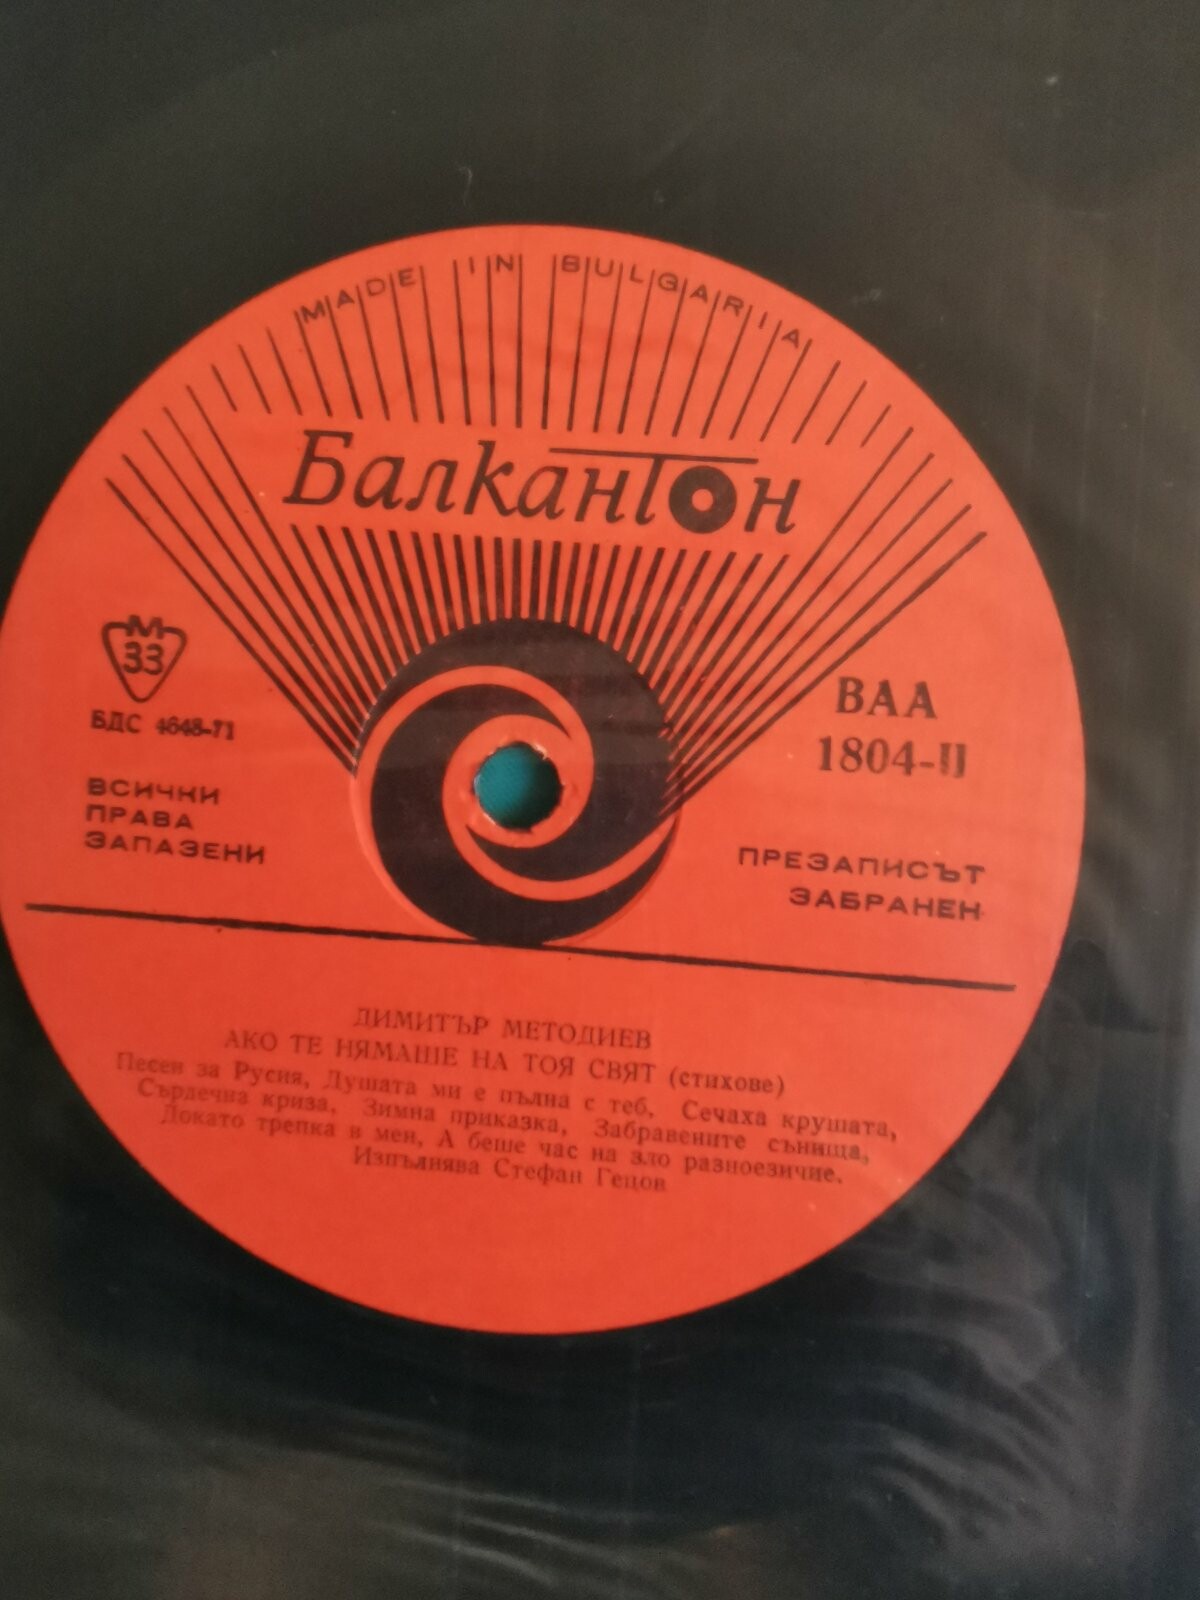 MADE IN BULGARIA
Балкантон
М
33
БДС 4648-71
ВАА
1804-II
ВСИЧКИ
ПРАВА
ЗАПАЗЕНИ
ПРЕЗАПИСЪТ
ЗАБРАНЕН
ДИМИТЪР МЕТОДИЕВ
АКО ТЕ НЯМАШЕ НА ТОЯ СВЯТ (стихове)
Песен за Русия, Душата ми е пълна с теб, Сечаха крушата,
Сърдечна криза, Зимна приказка, Забравените сънища,
Докато трепка в мен, А беше час на зло разноезичие.
Изпълнява Стефан Гецов